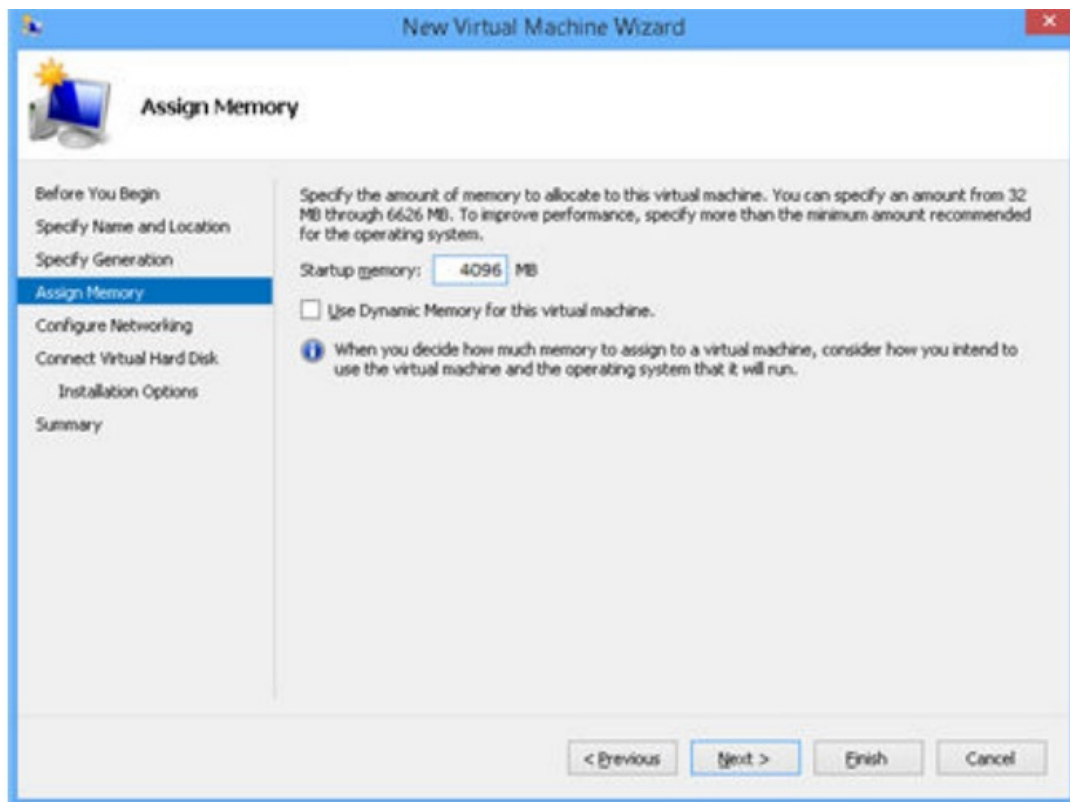 New Virtual Machine Wizard
Assign Memory
Before You Begin
Specify Name and Location
Specify Generation
Assign Memory
Configure Networking
Connect Virtual Hard Disk
Installation Options
Summary
Specify the amount of memory to allocate to this virtual machine. You can specify an amount from 32
MB through 6626 MB. To improve performance, specify more than the minimum amount recommended
for the operating system.
Startup memory: 4096 MB
Use Dynamic Memory for this virtual machine.
When you decide how much memory to assign to a virtual machine, consider how you intend to
use the virtual machine and the operating system that it will run.
< Previous Next > Finish Cancel